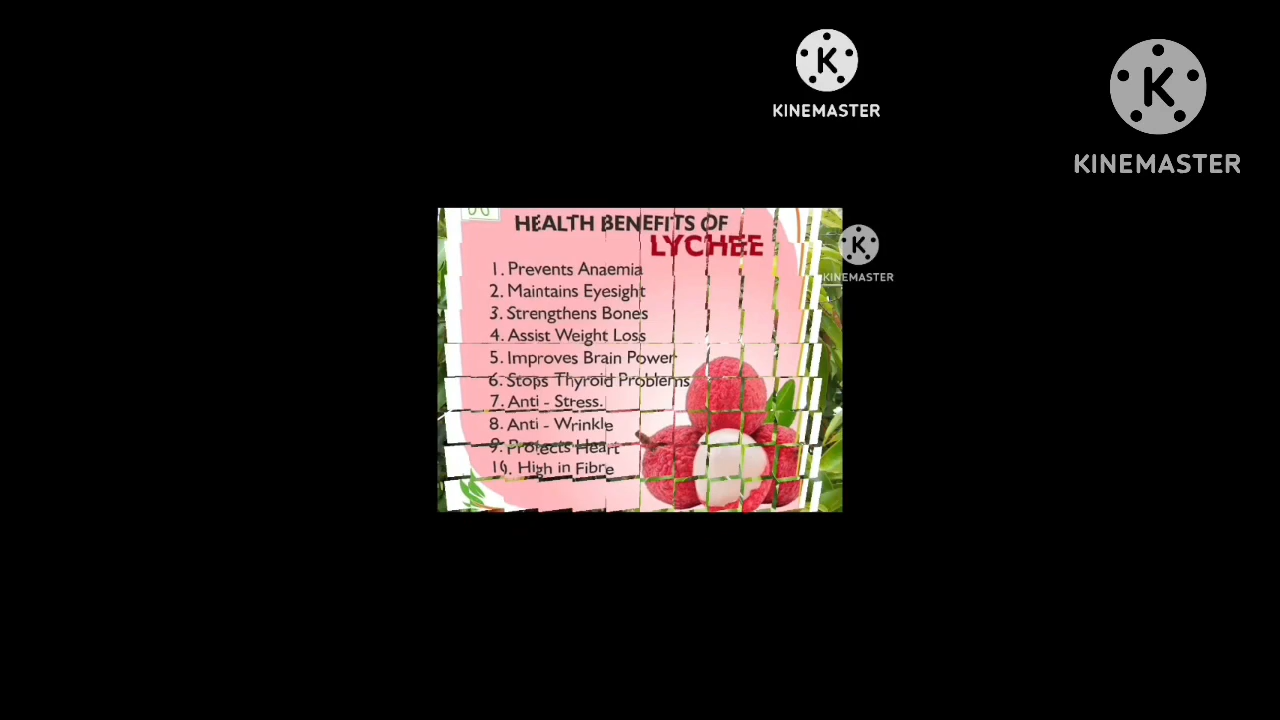 KINEMASTER
KINEMASTER
HEALTH BENEFITS OF
LYCHEE
KINEMASTER
1. Prevents Anaemia
2. Maintains Eyesight
3. Strengthens Bones
4. Assist Weight Loss
5. Improves Brain Power
6. Stops Thyroid Problems
7. Anti - Stress.
8. Anti - Wrinkle
9. Protects Heart
10. High in Fibre